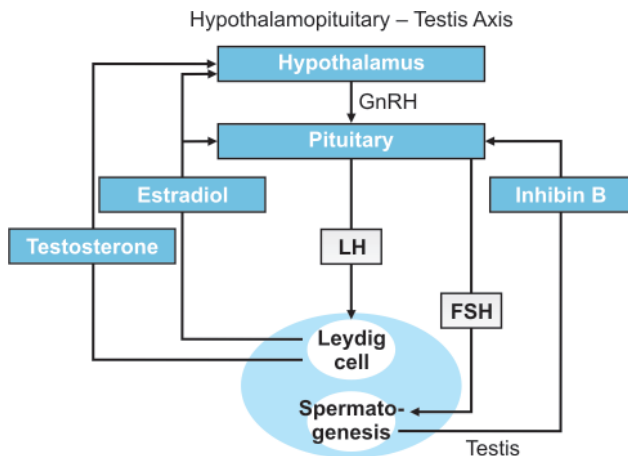 Hypothalamopituitary – Testis Axis
Hypothalamus
GnRH
Pituitary
Estradiol
Inhibin B
Testosterone
LH
FSH
Leydig
cell
Spermato-
genesis
Testis